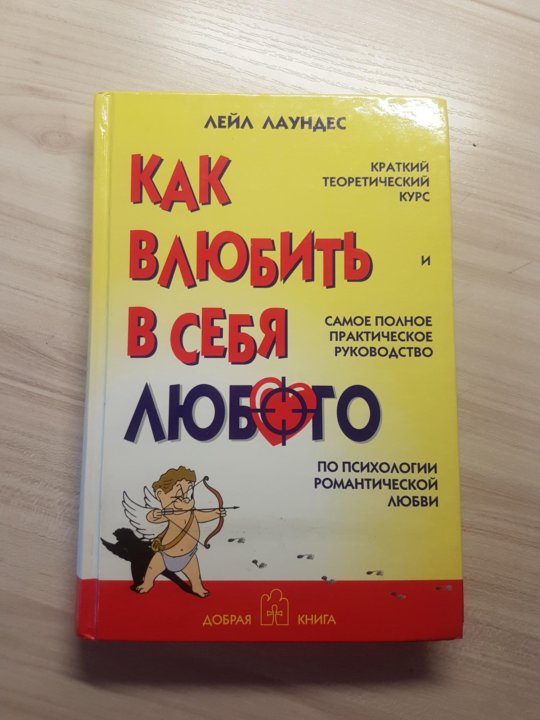 ЛЕЙЛ ЛАУНДЕС
КАК
ВЛЮБИТЬ
В СЕБЯ
ЛЮБОГО
КРАТКИЙ
ТЕОРЕТИЧЕСКИЙ
КУРС
И
САМОЕ ПОЛНОЕ
ПРАКТИЧЕСКОЕ
РУКОВОДСТВО
ПО ПСИХОЛОГИИ
РОМАНТИЧЕСКОЙ
ЛЮБВИ
ДОБРАЯ КНИГА